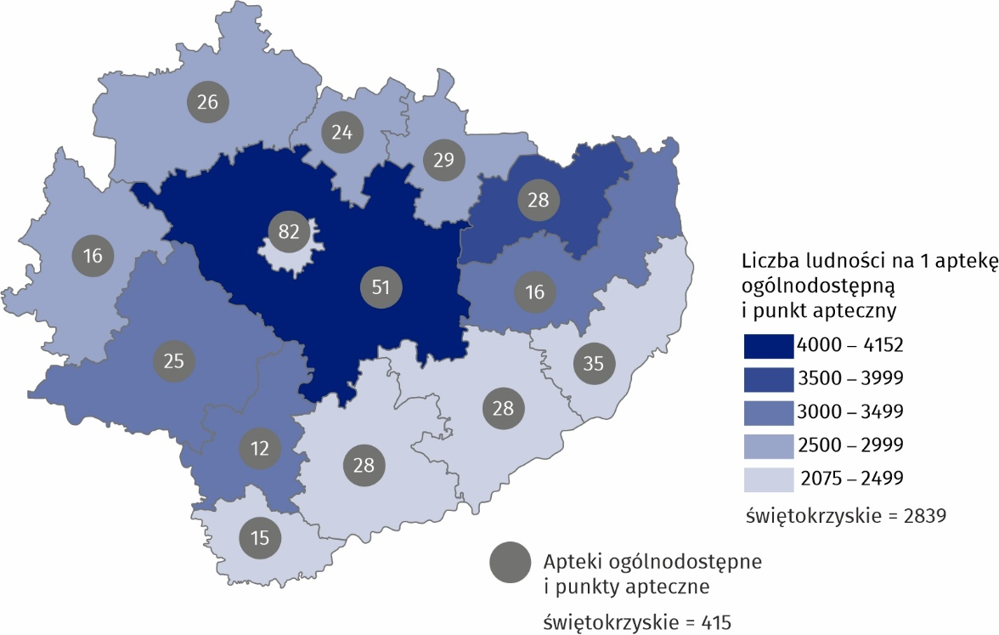 26
24
29
28
82
16
51
16
25
35
28
12
28
15
Liczba ludności na 1 aptekę
ogólnodostępną
i punkt apteczny
4000 – 4152
3500 – 3999
3000 – 3499
2500 – 2999
2075 – 2499
świętokrzyskie = 2839
Apteki ogólnodostępne
i punkty apteczne
świętokrzyskie = 415